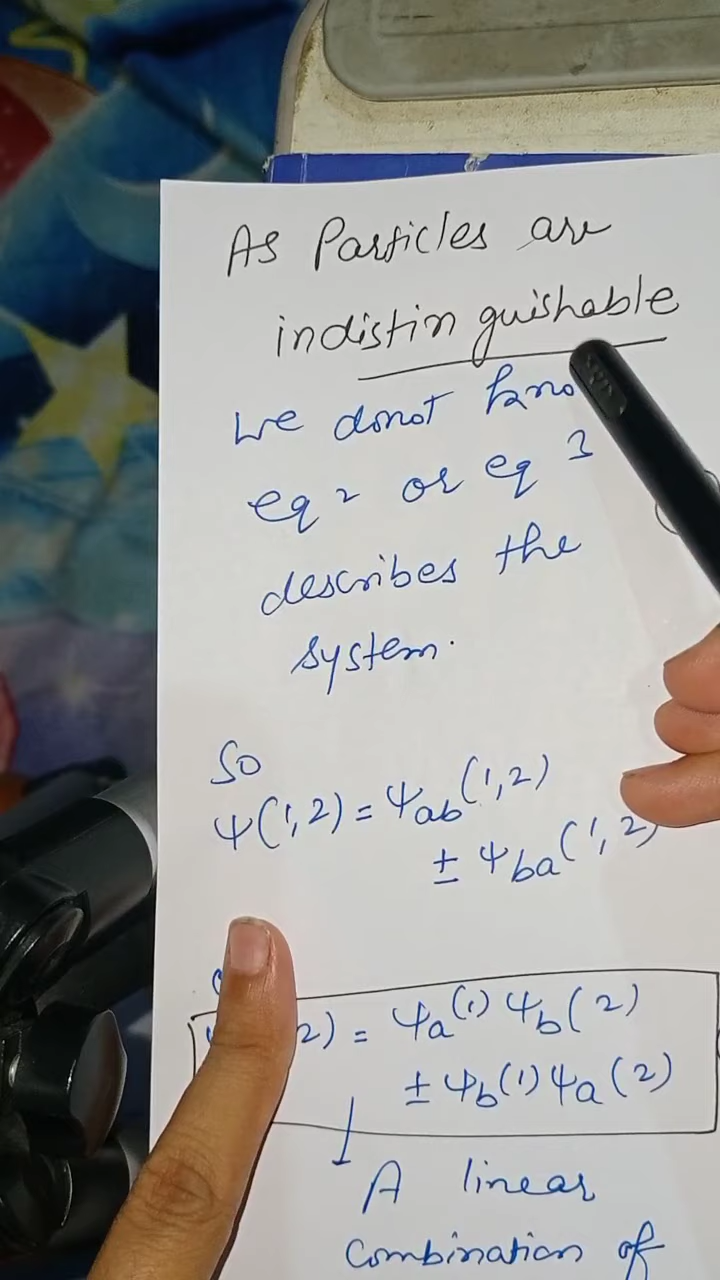 As Particles are
indistinguishable
We donot kno
eq 2 or eq 3
describes the
system.
So
Ψ(1,2) = Ψab(1,2)
± Ψba(1,2)
2) = Ψa(1) Ψb(2)
± Ψb(1) Ψa(2)
A linear
combination of